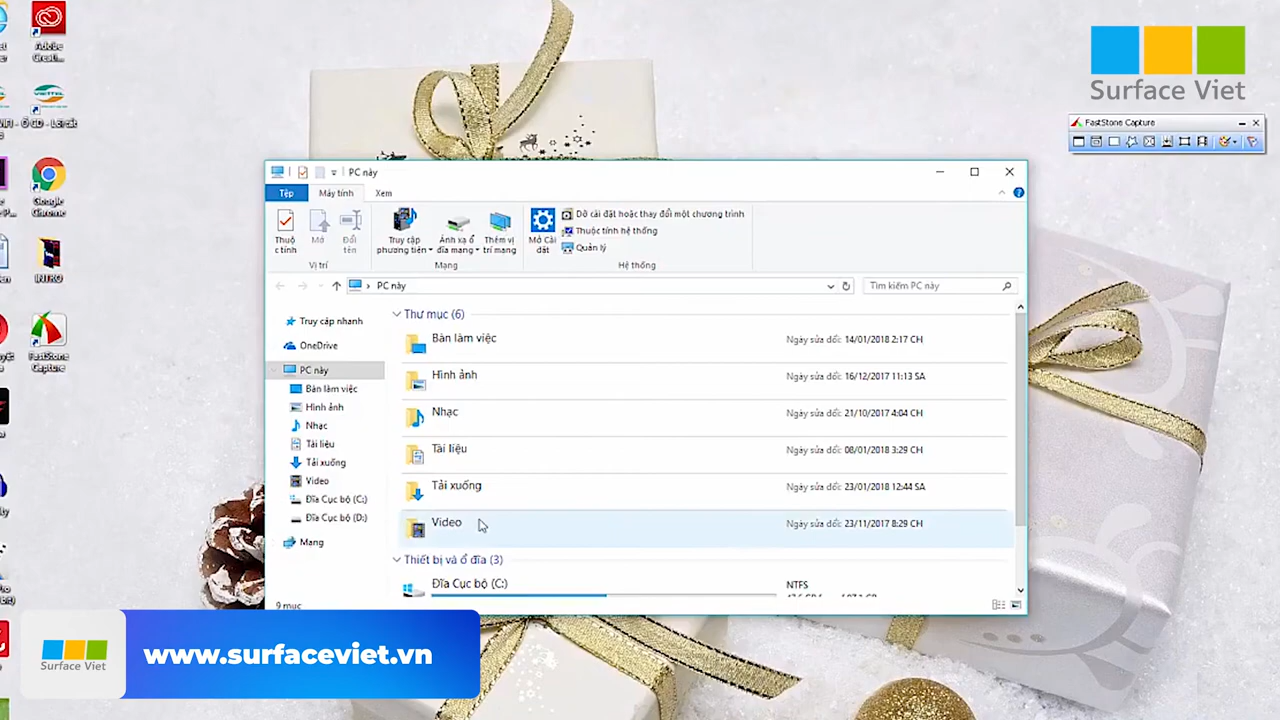 Surface Viet
FastStone Capture
Adobe
Creati...
Google
Chrome
INTRO
FastStone
Capture
PC này
Tệp
Máy tính
Xem
Thuộ
c tính
Mở
Đổi
tên
Vị trí
Truy cập
phương tiện
Ánh xạ ổ
đĩa mạng
Thêm vị
trí mạng
Mạng
Mở Cài
đặt
Dỡ cài đặt hoặc thay đổi một chương trình
Thuộc tính hệ thống
Quản lý
Hệ thống
PC này
Tìm kiếm PC này
Truy cập nhanh
OneDrive
PC này
Bàn làm việc
Hình ảnh
Nhạc
Tài liệu
Tải xuống
Video
Đĩa Cục bộ (C:)
Đĩa Cục bộ (D:)
Mạng
Thư mục (6)
Bàn làm việc
Ngày sửa đổi: 14/01/2018 2:17 CH
Hình ảnh
Ngày sửa đổi: 16/12/2017 11:13 SA
Nhạc
Ngày sửa đổi: 21/10/2017 4:04 CH
Tài liệu
Ngày sửa đổi: 08/01/2018 3:29 CH
Tải xuống
Ngày sửa đổi: 23/01/2018 12:44 SA
Video
Ngày sửa đổi: 23/11/2017 8:29 CH
Thiết bị và ổ đĩa (3)
Đĩa Cục bộ (C:)
NTFS
9 mục
Surface Viet
www.surfaceviet.vn